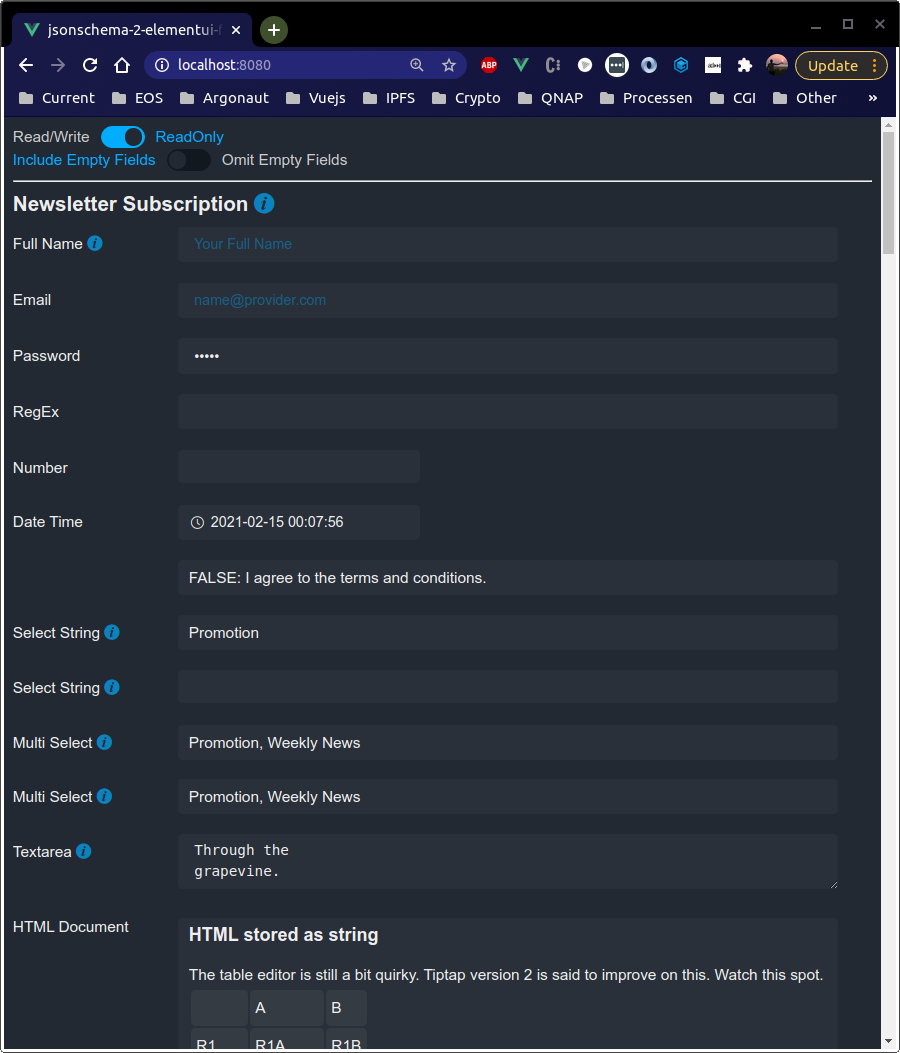 jsonschema-2-elementui-f
localhost:8080
ABP
Update
Current
EOS
Argonaut
Vuejs
IPFS
Crypto
QNAP
Processen
CGI
Other
»
Read/Write ReadOnly
Include Empty Fields Omit Empty Fields
Newsletter Subscription i
Full Name i Your Full Name
Email name@provider.com
Password •••••
RegEx
Number
Date Time 2021-02-15 00:07:56
FALSE: I agree to the terms and conditions.
Select String i Promotion
Select String i
Multi Select i Promotion, Weekly News
Multi Select i Promotion, Weekly News
Textarea i Through the
grapevine.
HTML Document HTML stored as string
The table editor is still a bit quirky. Tiptap version 2 is said to improve on this. Watch this spot.
A B
R1 R1A R1B